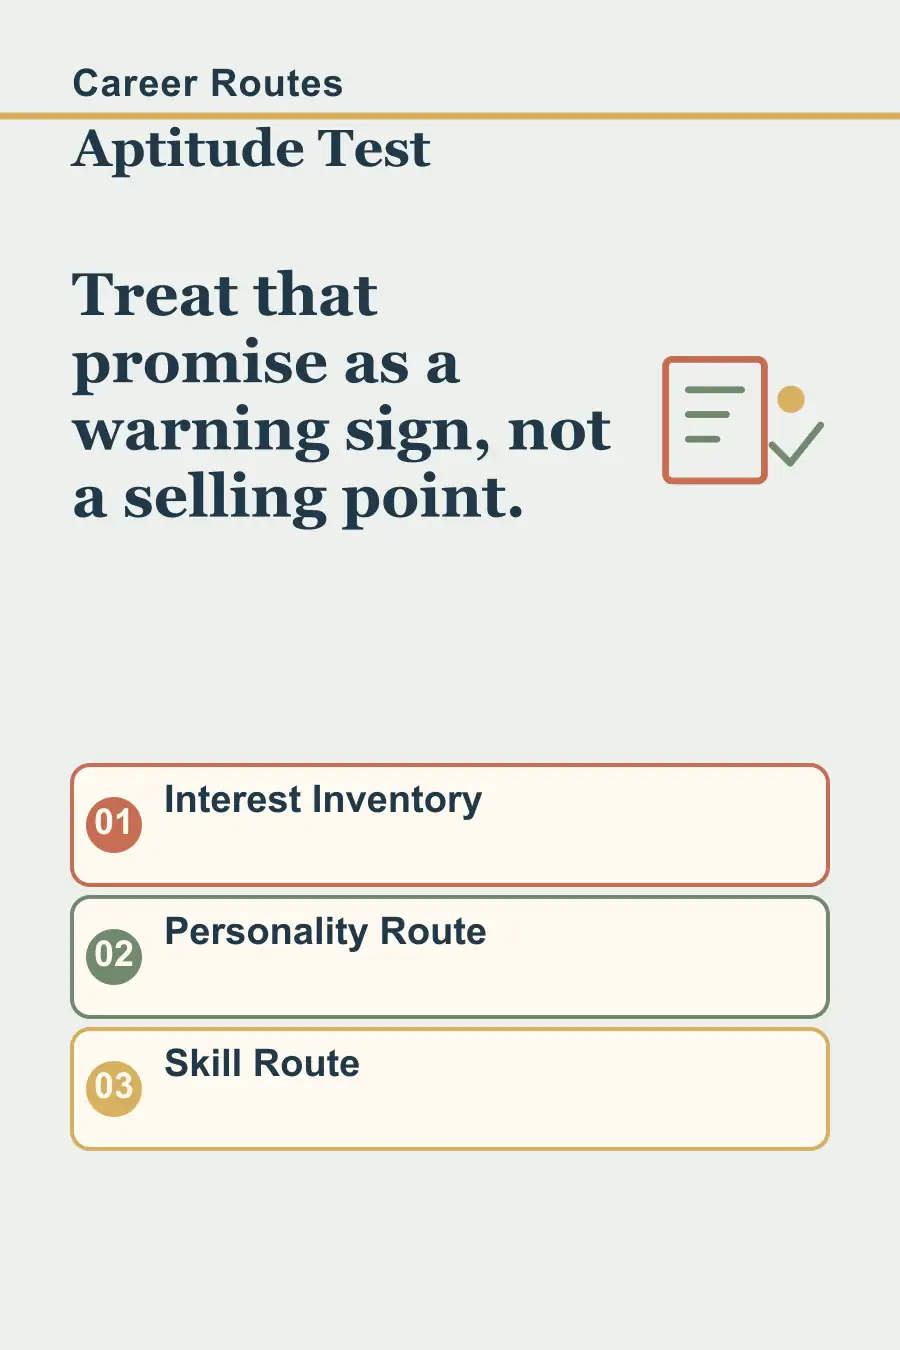 Career Routes
Aptitude Test
Treat that
promise as a
warning sign, not
a selling point.
01
Interest Inventory
02
Personality Route
03
Skill Route